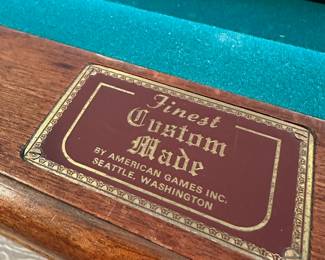 Finest
Custom
Made
BY AMERICAN GAMES INC.
SEATTLE, WASHINGTON